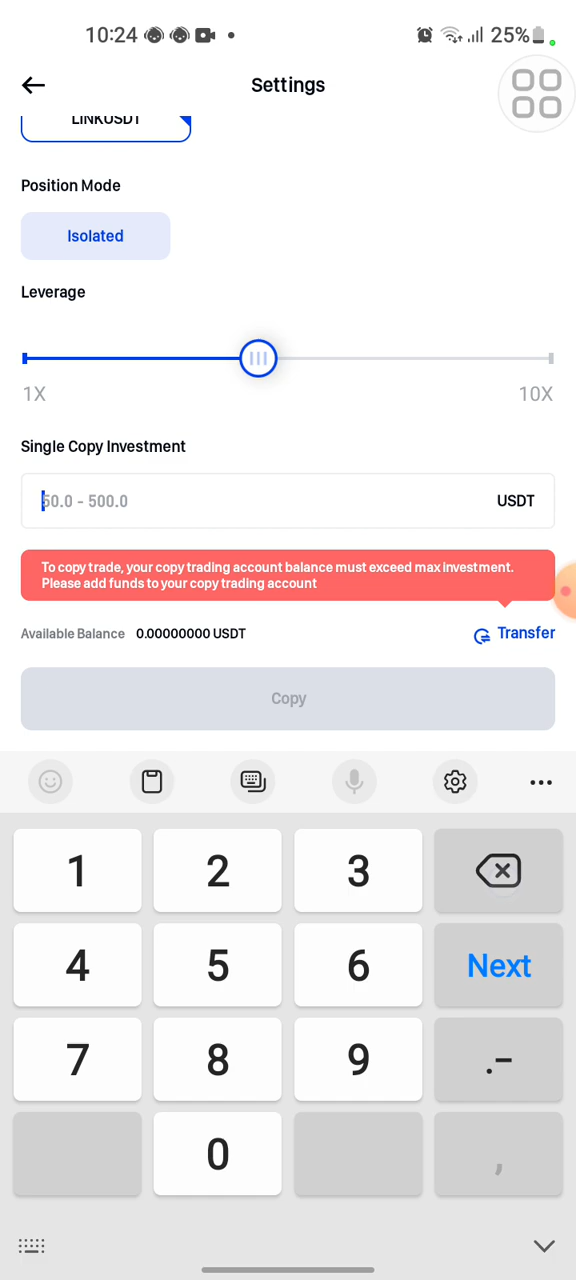 10:24
25%
Settings
LINKUSDT
Position Mode
Isolated
Leverage
1X
10X
Single Copy Investment
50.0 - 500.0
USDT
To copy trade, your copy trading account balance must exceed max investment.
Please add funds to your copy trading account
Available Balance 0.00000000 USDT
Transfer
Copy
1 2 3
4 5 6 Next
7 8 9 .-
0 ,